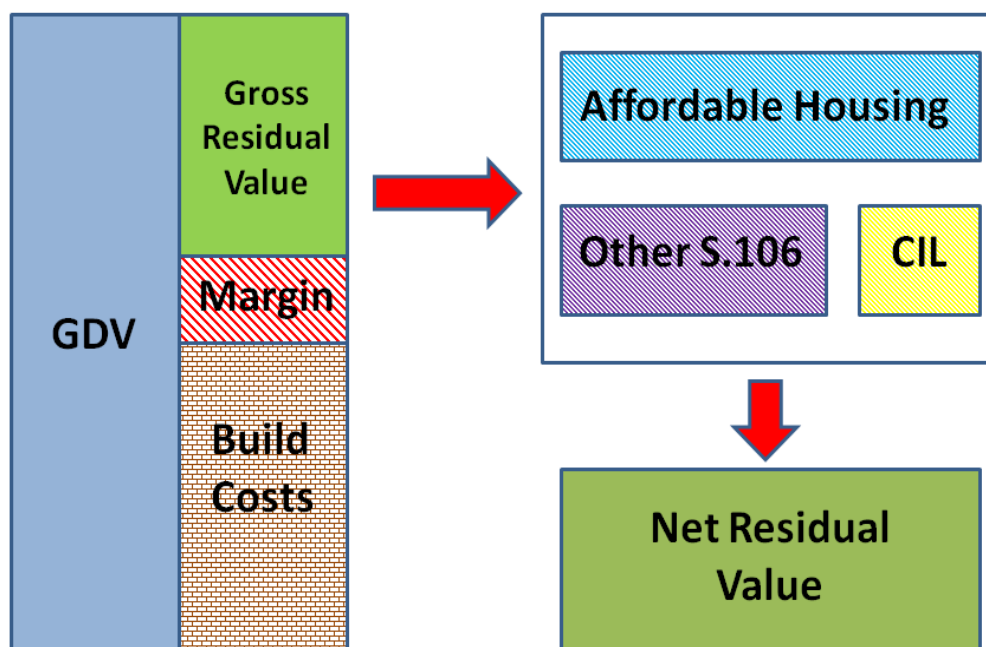 GDV
Gross
Residual
Value
Margin
Build
Costs
Affordable Housing
Other S.106
CIL
Net Residual
Value